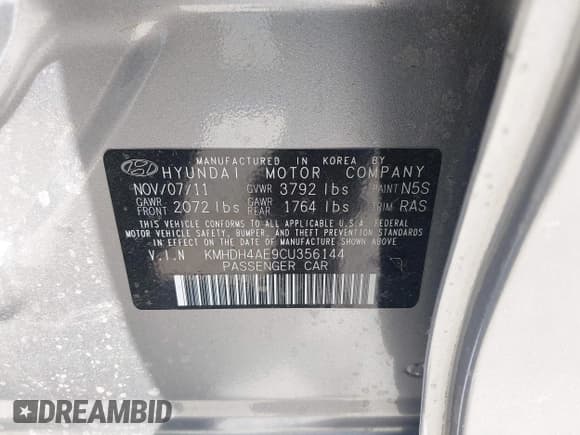 MANUFACTURED IN KOREA BY
HYUNDAI MOTOR COMPANY
NOV/07/11 GVWR 3792 lbs PAINT N5S
GAWR FRONT 2072 lbs GAWR REAR 1764 lbs TRIM RAS
THIS VEHICLE CONFORMS TO ALL APPLICABLE U.S.A. FEDERAL
MOTOR VEHICLE SAFETY, BUMPER, AND THEFT PREVENTION STANDARDS
IN EFFECT ON THE DATE OF MANUFACTURE SHOWN ABOVE.
V.I.N KMHDH4AE9CU356144
PASSENGER CAR
DREAMBID